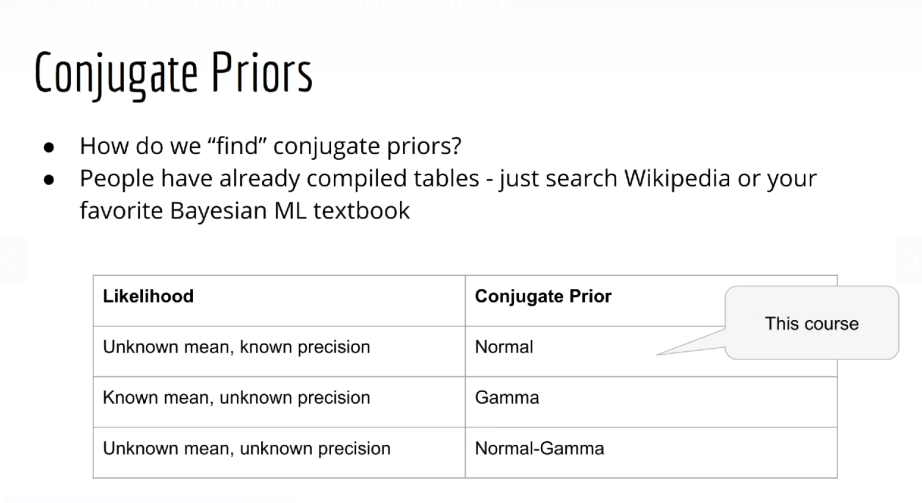 Conjugate Priors
● How do we “find” conjugate priors?
● People have already compiled tables - just search Wikipedia or your
favorite Bayesian ML textbook
Likelihood
Conjugate Prior
This course
Unknown mean, known precision
Normal
Known mean, unknown precision
Gamma
Unknown mean, unknown precision
Normal-Gamma